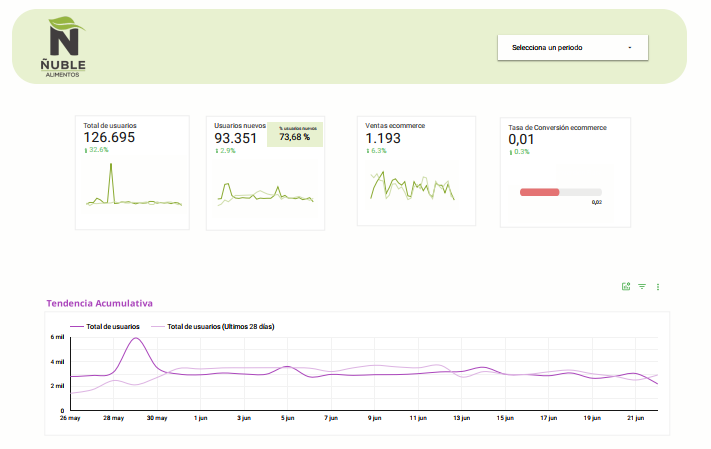 ÑUBLE
ALIMENTOS
Selecciona un periodo
Total de usuarios
126.695
32.6%
Usuarios nuevos
93.351
2.9%
% usuarios nuevos
73,68 %
Ventas ecommerce
1.193
6.3%
Tasa de Conversión ecommerce
0,01
0.3%
0,02
Tendencia Acumulativa
Total de usuarios
Total de usuarios (Últimos 28 días)
6 mil
4 mil
2 mil
0
26 may 28 may 30 may 1 jun 3 jun 5 jun 7 jun 9 jun 11 jun 13 jun 15 jun 17 jun 19 jun 21 jun